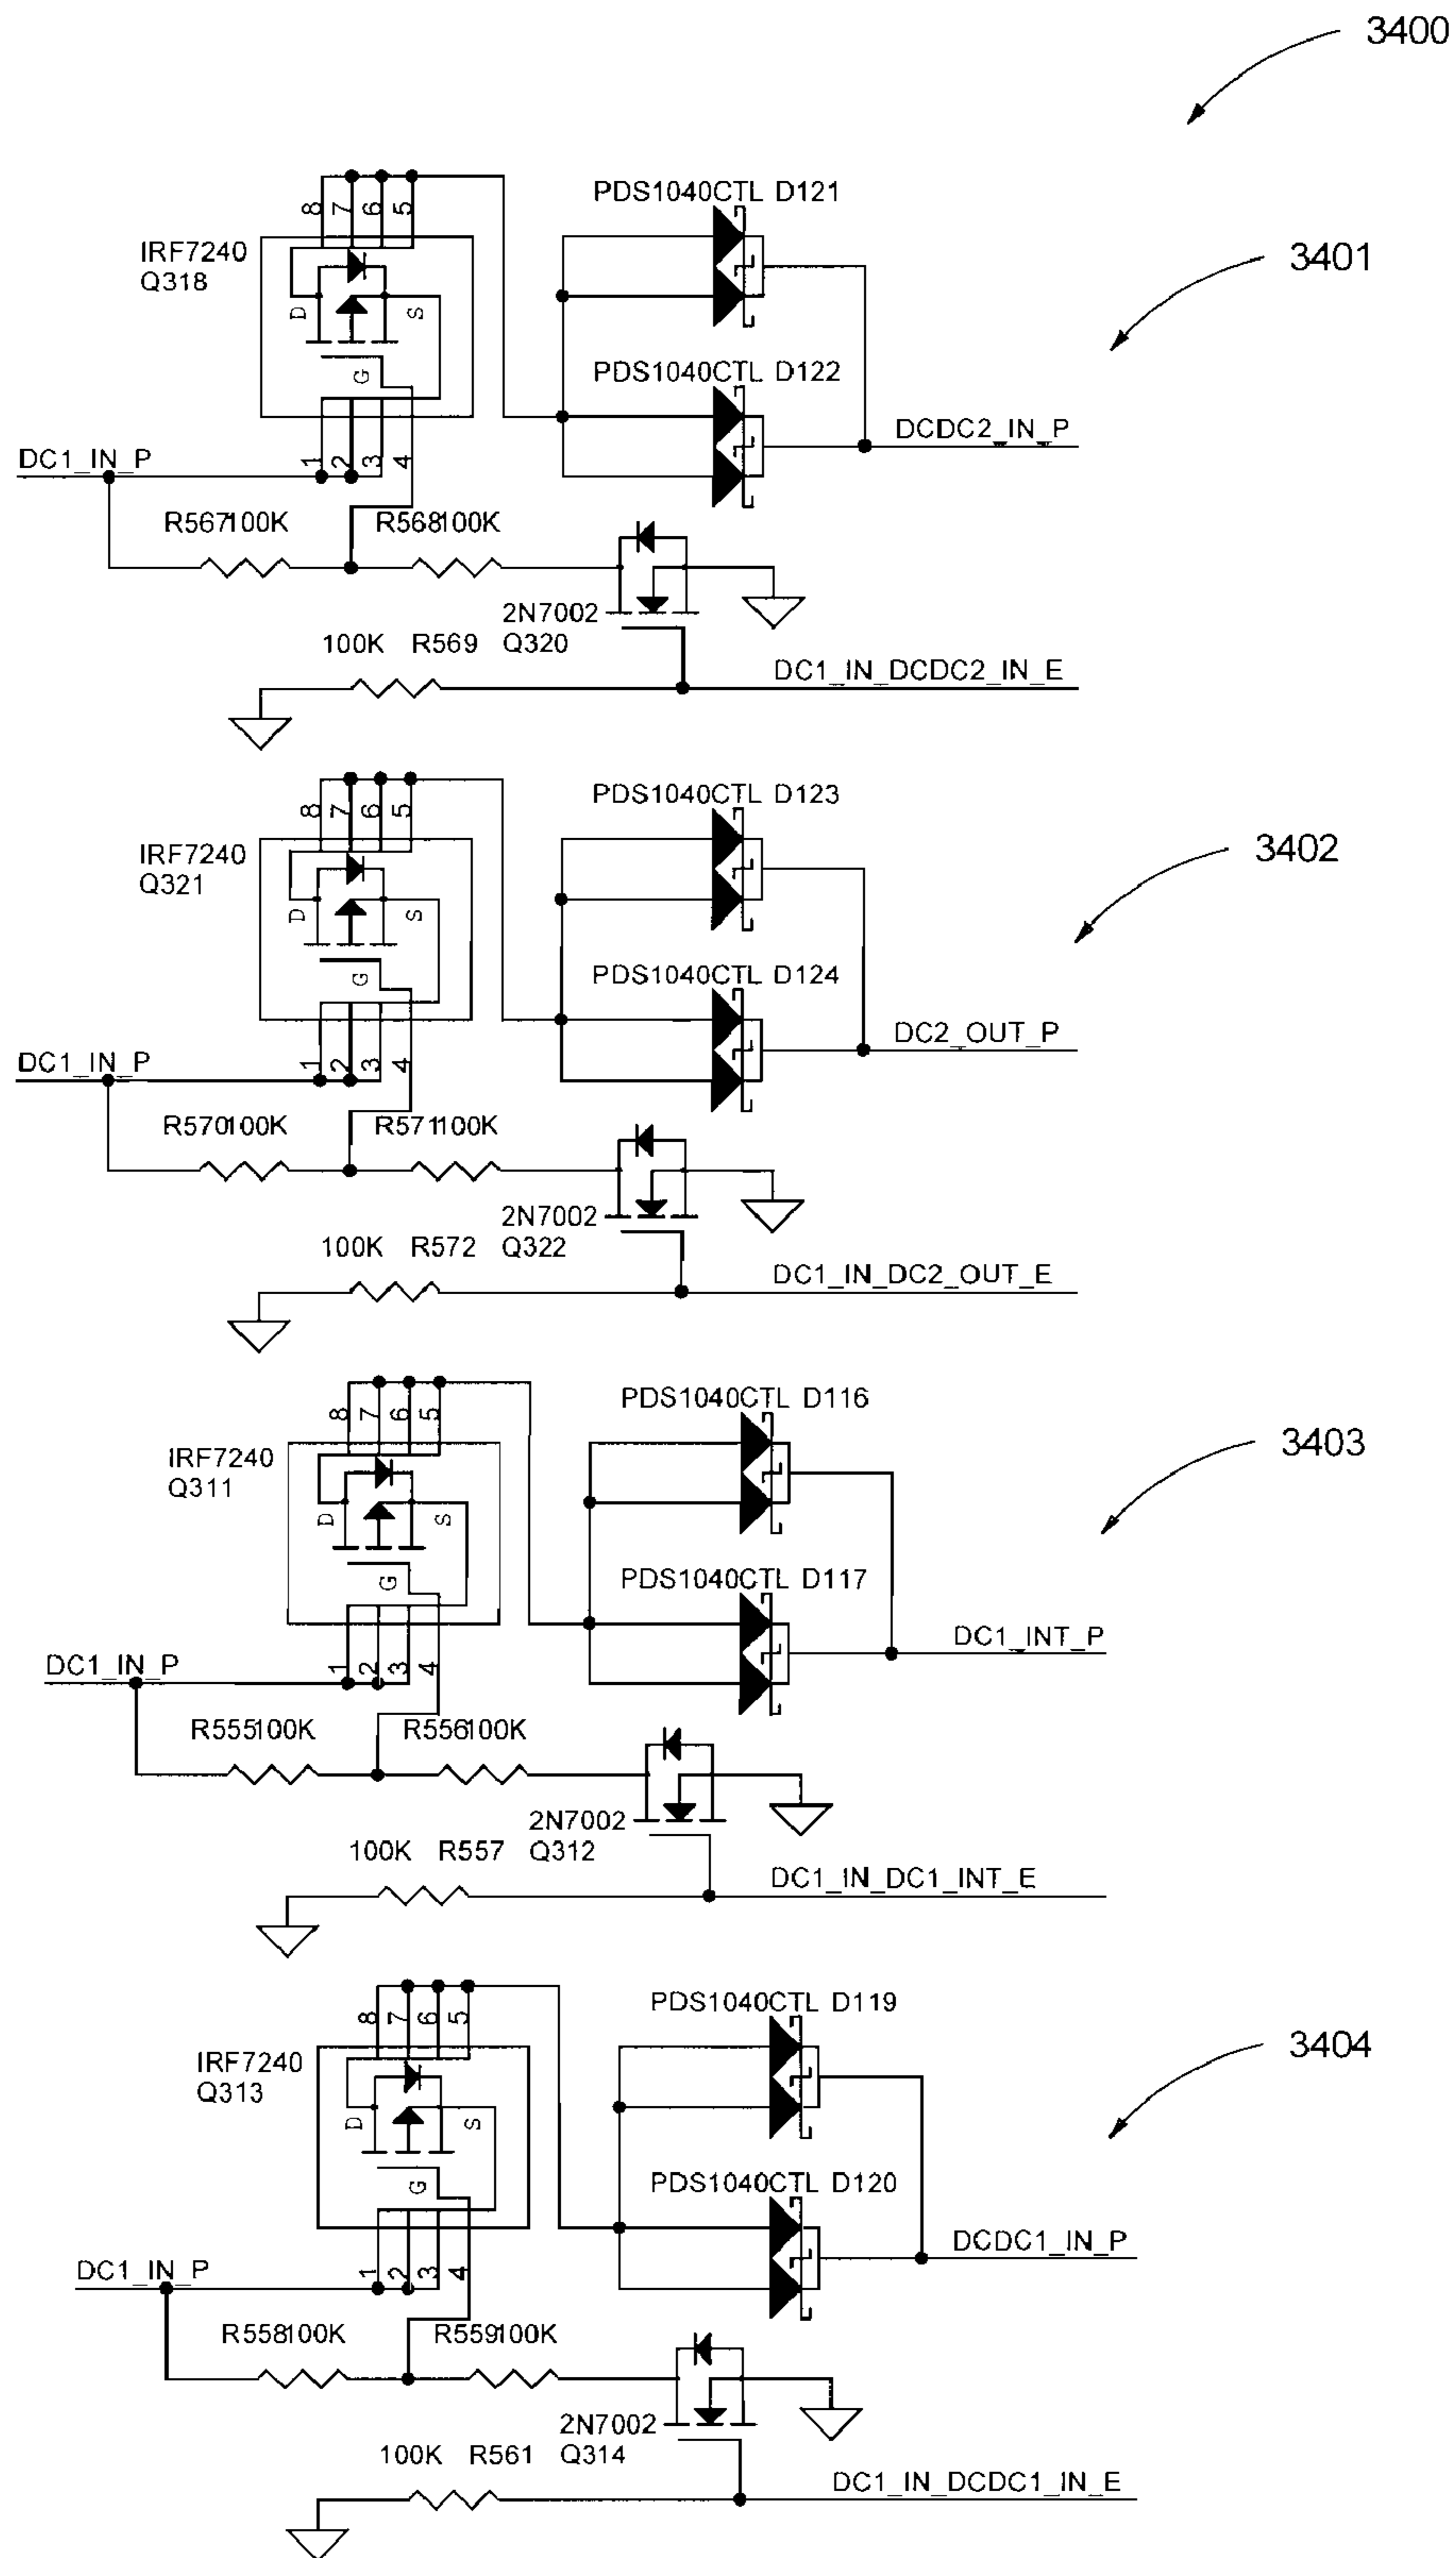 3400
PDS1040CTL D121
8 7 6 5
IRF7240
Q318
3401
D S
G
PDS1040CTL D122
DCDC2_IN_P
DC1_IN_P
1 2 3 4
R567100K R568100K
2N7002
100K R569 Q320
DC1_IN_DCDC2_IN_E
PDS1040CTL D123
8 7 6 5
IRF7240
Q321
3402
D S
G
PDS1040CTL D124
DC2_OUT_P
DC1_IN_P
1 2 3 4
R570100K R571100K
2N7002
100K R572 Q322
DC1_IN_DC2_OUT_E
PDS1040CTL D116
8 7 6 5
IRF7240
Q311
3403
D S
G
PDS1040CTL D117
DC1_INT_P
DC1_IN_P
1 2 3 4
R555100K R556100K
2N7002
100K R557 Q312
DC1_IN_DC1_INT_E
PDS1040CTL D119
8 7 6 5
IRF7240
Q313
3404
D S
G
PDS1040CTL D120
DCDC1_IN_P
DC1_IN_P
1 2 3 4
R558100K R559100K
2N7002
100K R561 Q314
DC1_IN_DCDC1_IN_E